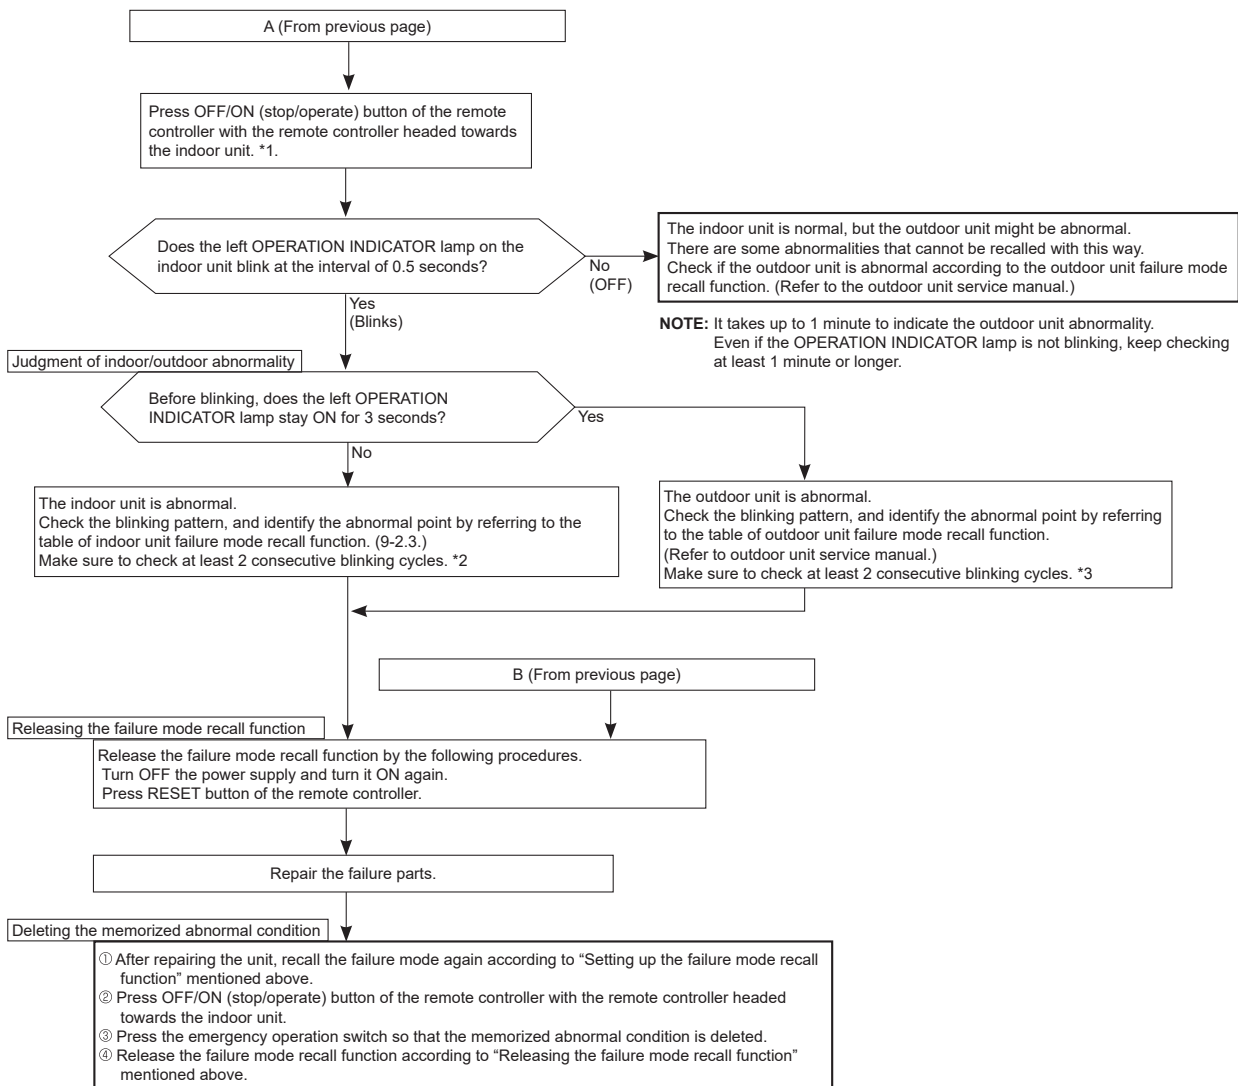 A (From previous page)
Press OFF/ON (stop/operate) button of the remote
controller with the remote controller headed towards
the indoor unit. *1.
Does the left OPERATION INDICATOR lamp on the
indoor unit blink at the interval of 0.5 seconds?
No
(OFF)
The indoor unit is normal, but the outdoor unit might be abnormal.
There are some abnormalities that cannot be recalled with this way.
Check if the outdoor unit is abnormal according to the outdoor unit failure mode
recall function. (Refer to the outdoor unit service manual.)
NOTE: It takes up to 1 minute to indicate the outdoor unit abnormality.
Even if the OPERATION INDICATOR lamp is not blinking, keep checking
at least 1 minute or longer.
Yes
(Blinks)
Judgment of indoor/outdoor abnormality
Before blinking, does the left OPERATION
INDICATOR lamp stay ON for 3 seconds?
Yes
No
The indoor unit is abnormal.
Check the blinking pattern, and identify the abnormal point by referring to the
table of indoor unit failure mode recall function. (9-2.3.)
Make sure to check at least 2 consecutive blinking cycles. *2
The outdoor unit is abnormal.
Check the blinking pattern, and identify the abnormal point by referring
to the table of outdoor unit failure mode recall function.
(Refer to outdoor unit service manual.)
Make sure to check at least 2 consecutive blinking cycles. *3
B (From previous page)
Releasing the failure mode recall function
Release the failure mode recall function by the following procedures.
Turn OFF the power supply and turn it ON again.
Press RESET button of the remote controller.
Repair the failure parts.
Deleting the memorized abnormal condition
① After repairing the unit, recall the failure mode again according to “Setting up the failure mode recall
function” mentioned above.
② Press OFF/ON (stop/operate) button of the remote controller with the remote controller headed
towards the indoor unit.
③ Press the emergency operation switch so that the memorized abnormal condition is deleted.
④ Release the failure mode recall function according to “Releasing the failure mode recall function”
mentioned above.